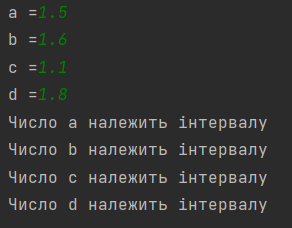 a =1.5
b =1.6
c =1.1
d =1.8
Число a належить інтервалу
Число b належить інтервалу
Число c належить інтервалу
Число d належить інтервалу